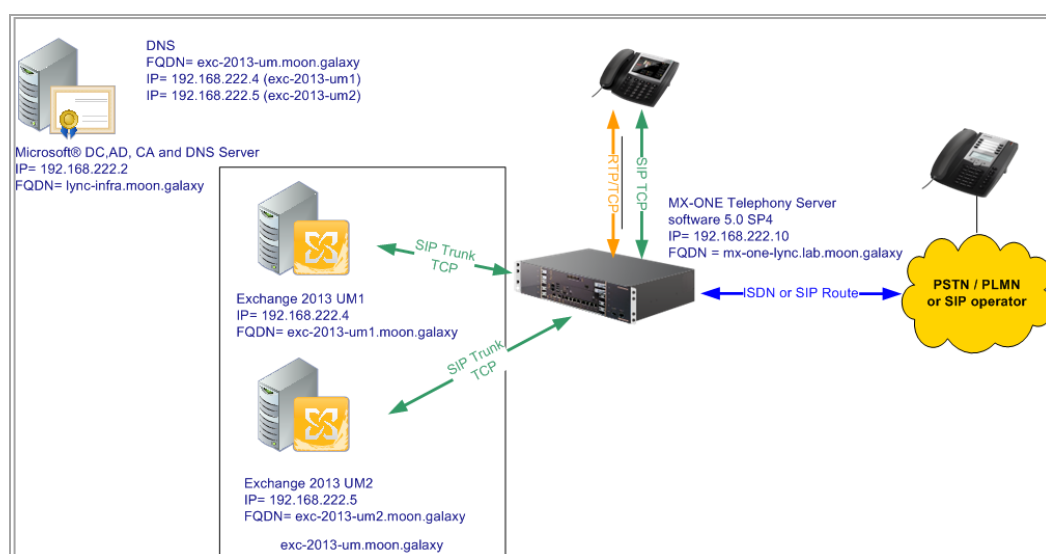 DNS
FQDN= exc-2013-um.moon.galaxy
IP= 192.168.222.4 (exc-2013-um1)
IP= 192.168.222.5 (exc-2013-um2)
Microsoft® DC,AD, CA and DNS Server
IP= 192.168.222.2
FQDN= lync-infra.moon.galaxy
RTP/TCP
SIP TCP
MX-ONE Telephony Server
software 5.0 SP4
IP= 192.168.222.10
FQDN = mx-one-lync.lab.moon.galaxy
SIP Trunk
TCP
ISDN or SIP Route
PSTN / PLMN
or SIP operator
Exchange 2013 UM1
IP= 192.168.222.4
FQDN= exc-2013-um1.moon.galaxy
SIP Trunk
TCP
Exchange 2013 UM2
IP= 192.168.222.5
FQDN= exc-2013-um2.moon.galaxy
exc-2013-um.moon.galaxy